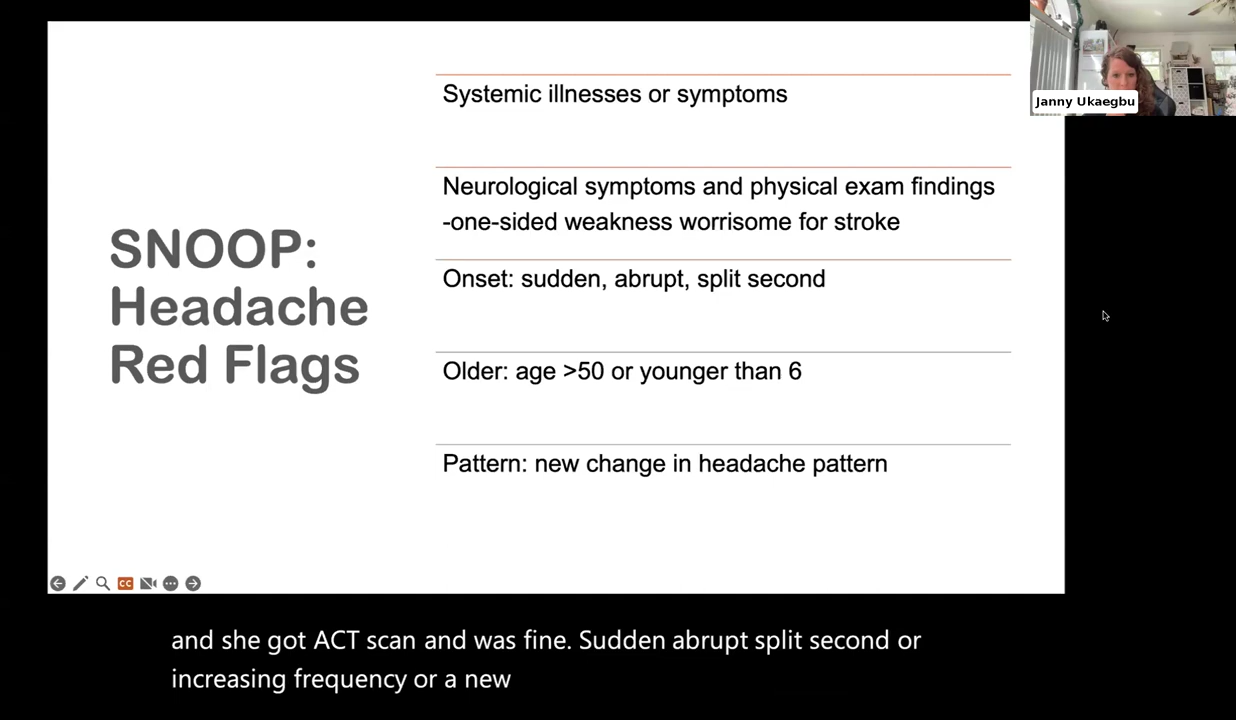 Janny Ukaegbu
SNOOP:
Headache
Red Flags
Systemic illnesses or symptoms
Neurological symptoms and physical exam findings
-one-sided weakness worrisome for stroke
Onset: sudden, abrupt, split second
Older: age >50 or younger than 6
Pattern: new change in headache pattern
CC
and she got ACT scan and was fine. Sudden abrupt split second or
increasing frequency or a new